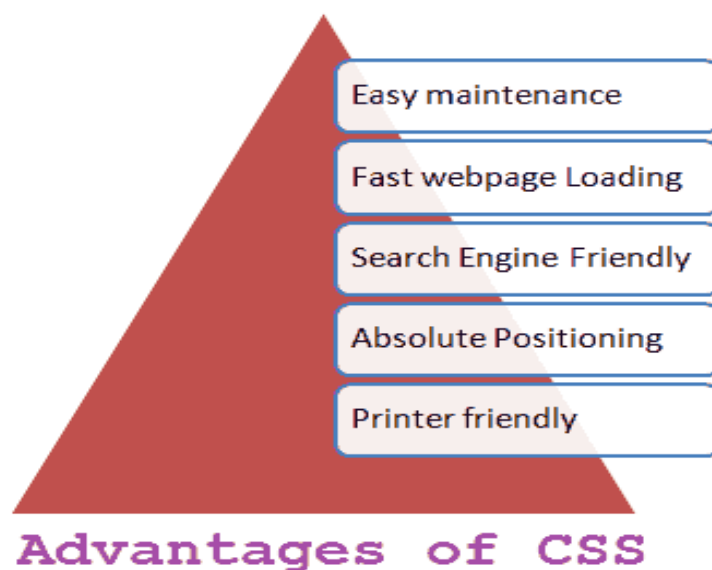 Easy maintenance
Fast webpage Loading
Search Engine Friendly
Absolute Positioning
Printer friendly
Advantages of CSS